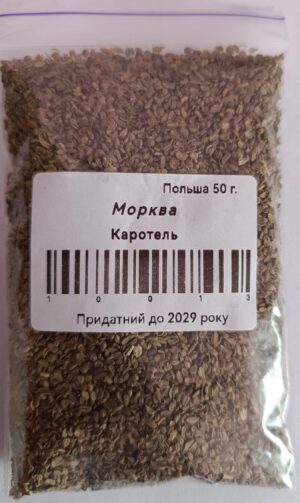 Польша 50 г.
Морква
Каротель
1 0 0 1 3
Придатний до 2029 року